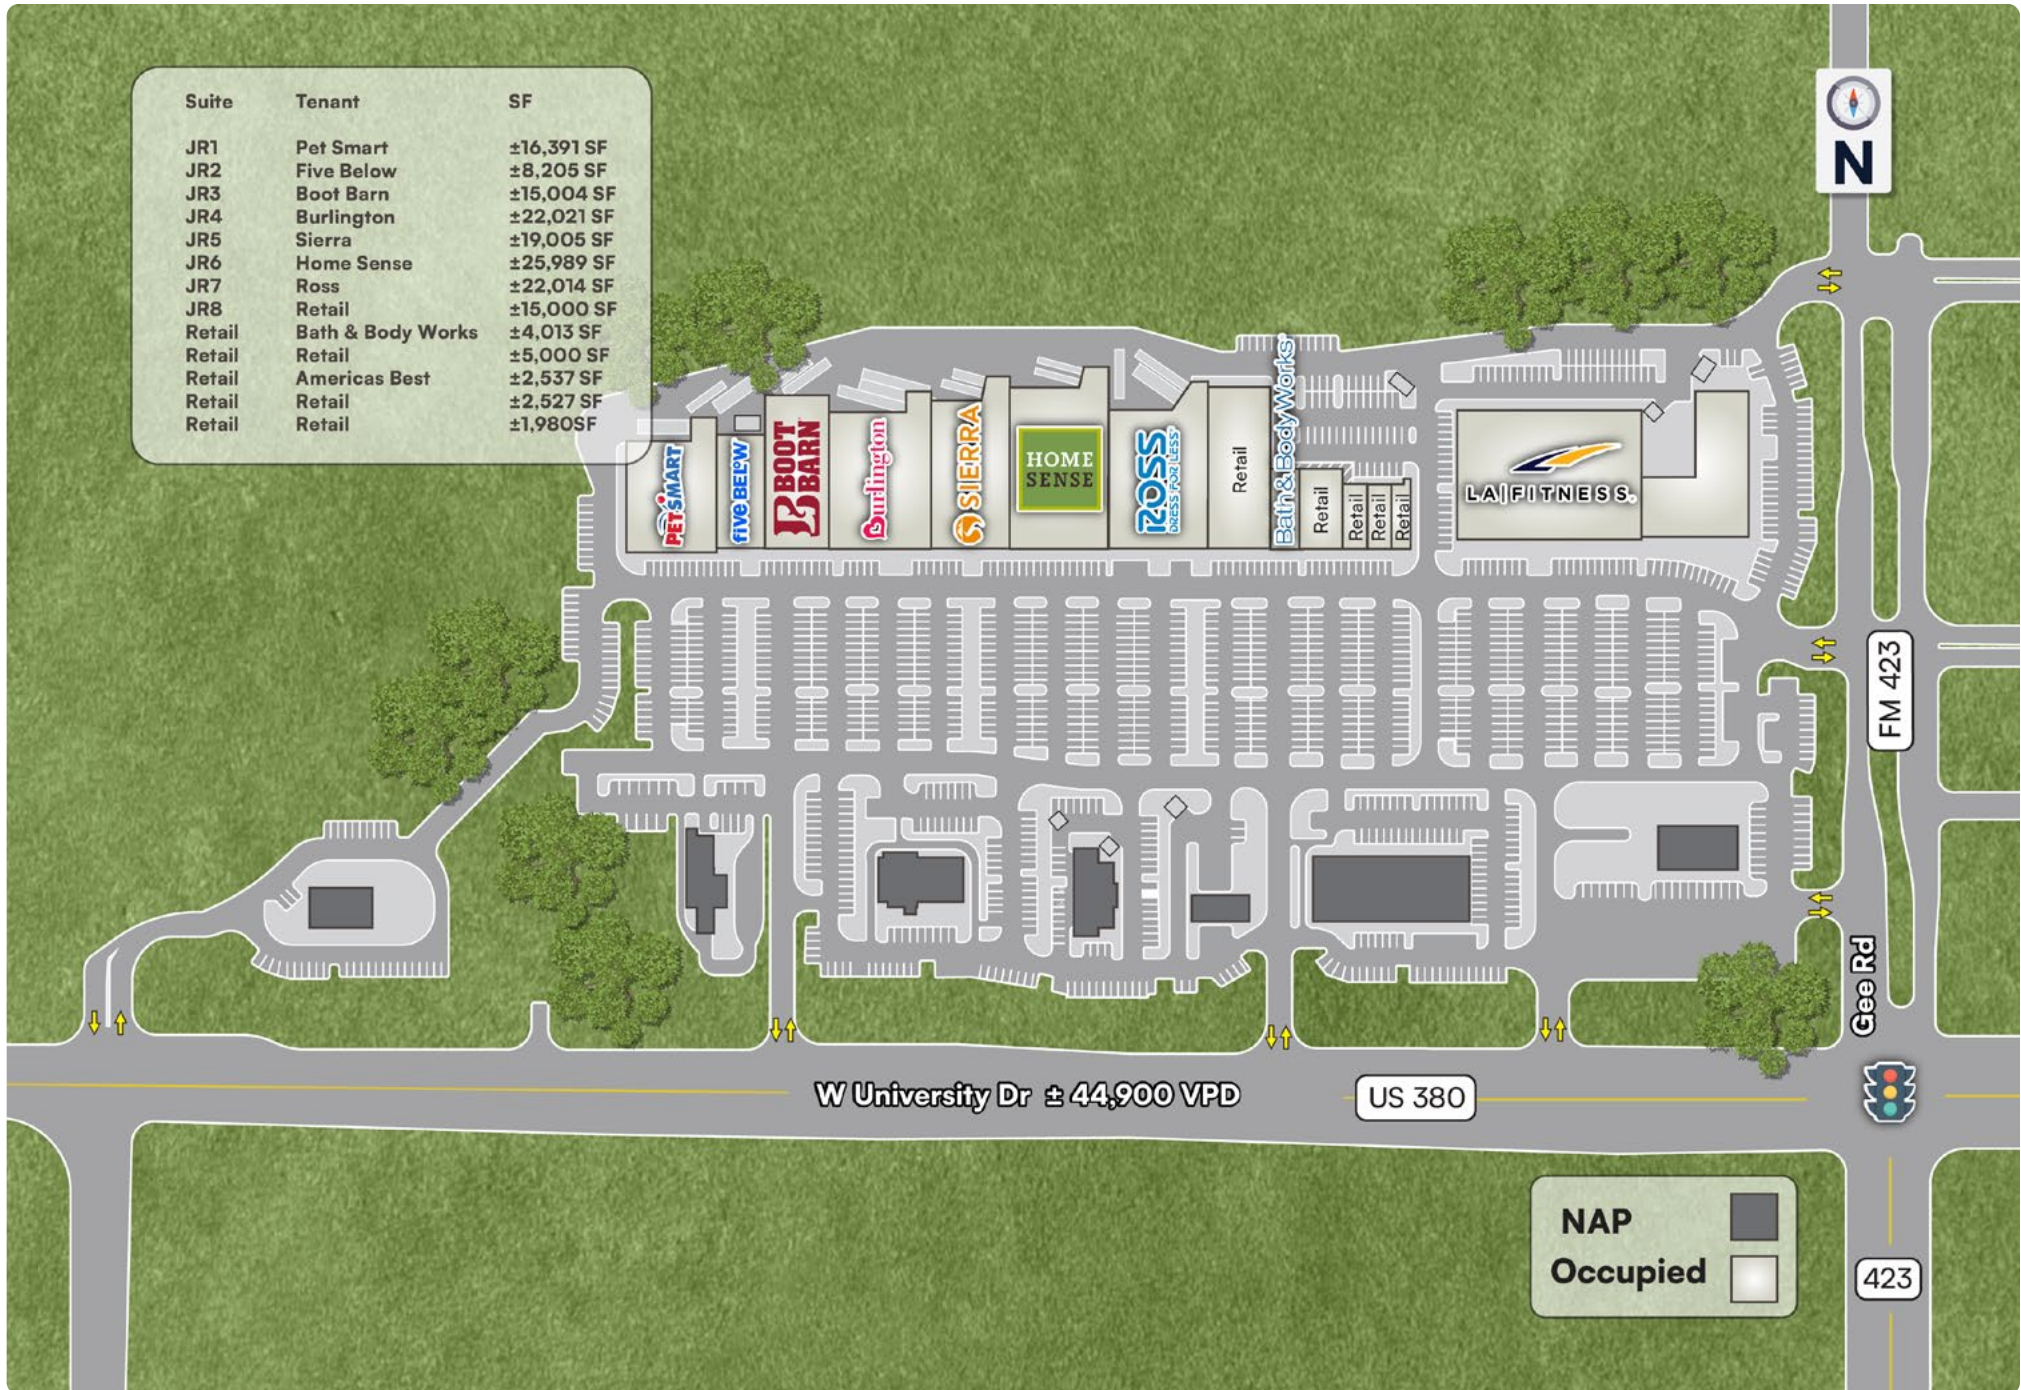 Suite Tenant SF
JR1 Pet Smart ±16,391 SF
JR2 Five Below ±8,205 SF
JR3 Boot Barn ±15,004 SF
JR4 Burlington ±22,021 SF
JR5 Sierra ±19,005 SF
JR6 Home Sense ±25,989 SF
JR7 Ross ±22,014 SF
JR8 Retail ±15,000 SF
Retail Bath & Body Works ±4,013 SF
Retail Retail ±5,000 SF
Retail Americas Best ±2,537 SF
Retail Retail ±2,527 SF
Retail Retail ±1,980SF
N
PETSMART
five BEL°W
BOOT
BARN
Burlington
SIERRA
HOME
SENSE
ROSS
DRESS FOR LESS®
Retail
Bath & Body Works®
Retail
Retail
Retail
Retail
LA|FITNESS®
FM 423
Gee Rd
W University Dr ± 44,900 VPD
US 380
NAP
Occupied
423